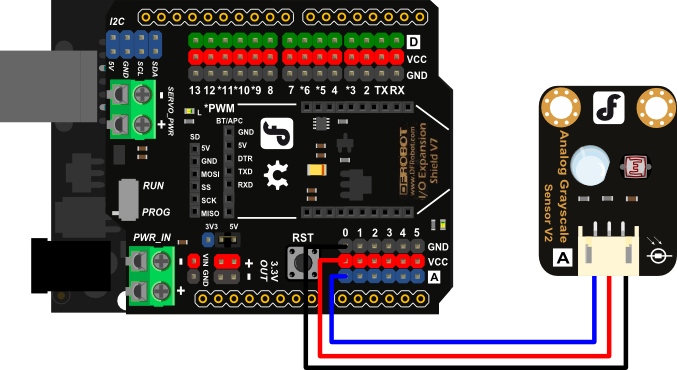 I2C
5V GND SCL SDA
D
VCC
GND
13 12 *11*10 *9 8 7 *6 *5 4 *3 2 TX RX
SERVO_PWR
- +
L
*PWM
BT/APC
SD
5V
GND
MOSI
SS
SCK
MISO
GND
5V
DTR
TXD
RXD
DFROBOT
www.DFRobot.com
I/O Expansion
Shield V7
RUN
PROG
PWR_IN
- +
3V3 5V
- +
VIN GND
+ -
3.3V
OUT
RST
0 1 2 3 4 5
GND
VCC
A
Analog Grayscale
Sensor V2
A